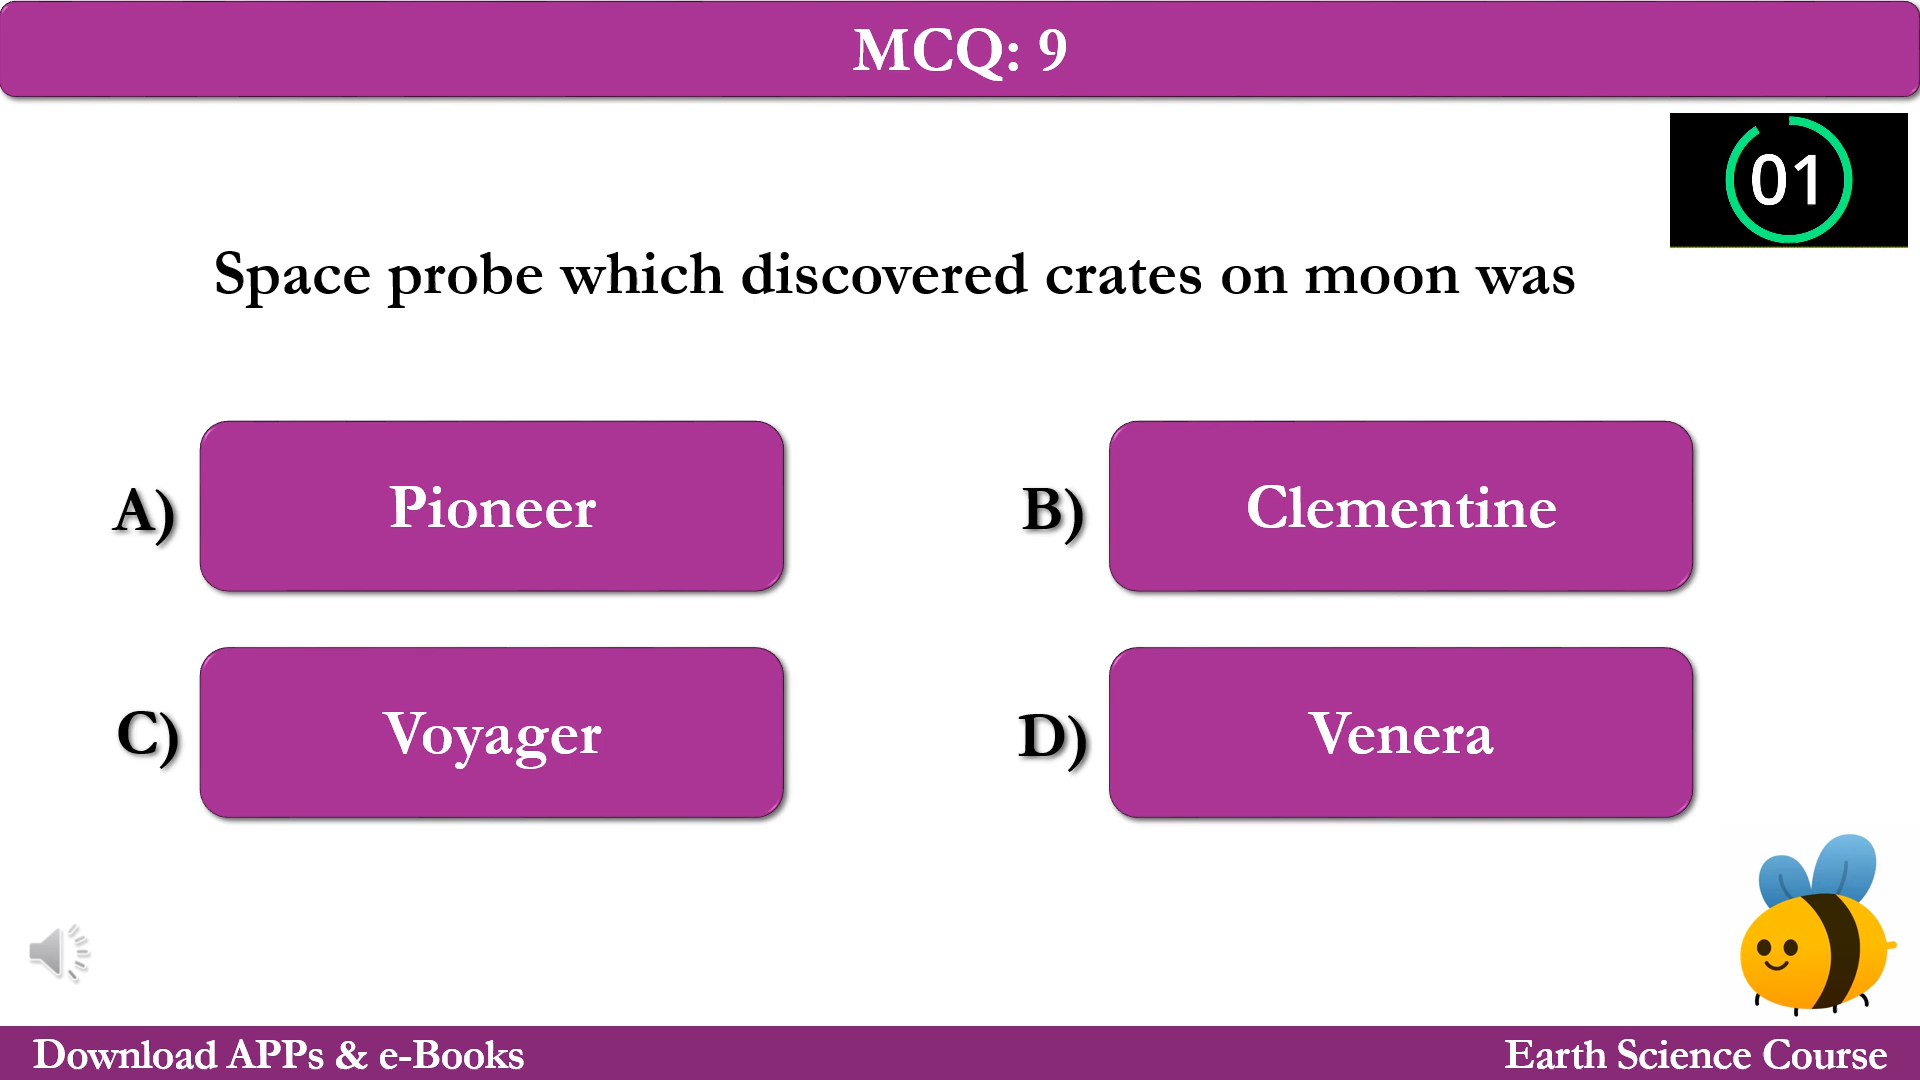 MCQ: 9
01
Space probe which discovered crates on moon was
A) Pioneer
B) Clementine
C) Voyager
D) Venera
Download APPs & e-Books
Earth Science Course